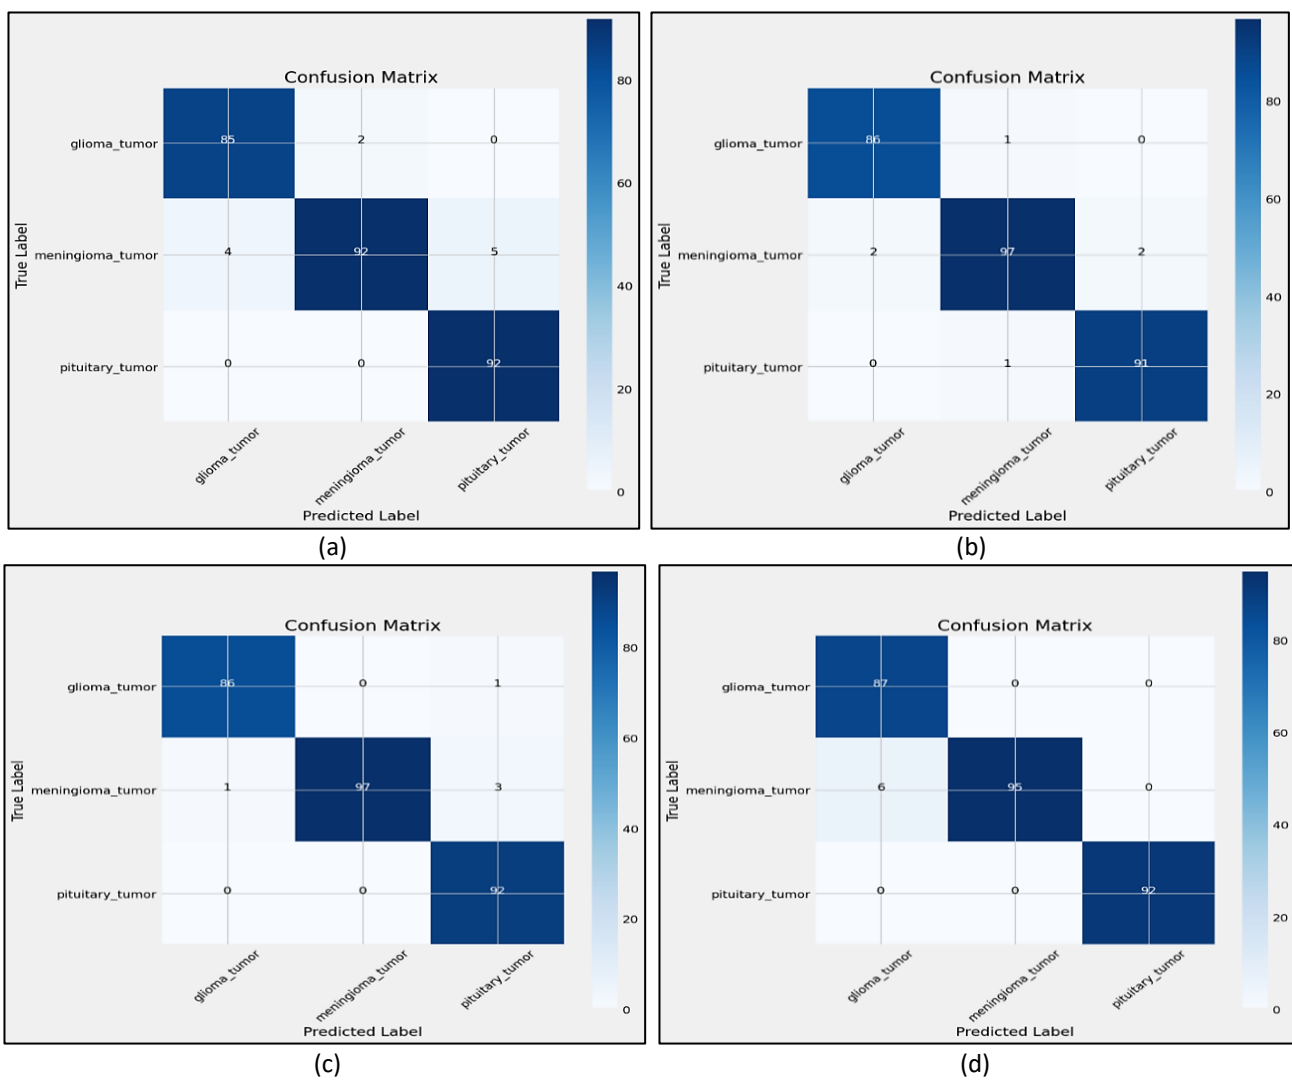 Confusion Matrix
80
60
40
20
0
True Label
glioma_tumor
85 2 0
meningioma_tumor
4 92 5
pituitary_tumor
0 0 92
glioma_tumor
meningioma_tumor
pituitary_tumor
Predicted Label
(a)
Confusion Matrix
80
60
40
20
0
True Label
glioma_tumor
86 1 0
meningioma_tumor
2 97 2
pituitary_tumor
0 1 91
glioma_tumor
meningioma_tumor
pituitary_tumor
Predicted Label
(b)
Confusion Matrix
80
60
40
20
0
True Label
glioma_tumor
86 0 1
meningioma_tumor
1 97 3
pituitary_tumor
0 0 92
glioma_tumor
meningioma_tumor
pituitary_tumor
Predicted Label
(c)
Confusion Matrix
80
60
40
20
0
True Label
glioma_tumor
87 0 0
meningioma_tumor
6 95 0
pituitary_tumor
0 0 92
glioma_tumor
meningioma_tumor
pituitary_tumor
Predicted Label
(d)